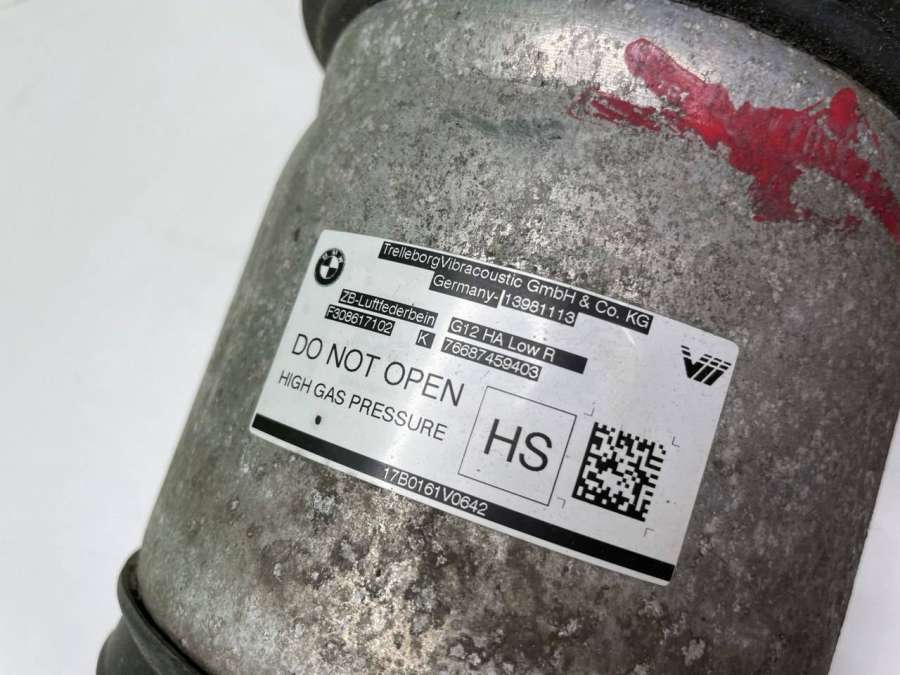 BMW
TrelleborgVibracoustic GmbH & Co. KG
Germany- 13981113
ZB-Luftfederbein G12 HA Low R
F308617102 K 76687459403
DO NOT OPEN
HIGH GAS PRESSURE
HS
17B0161V0642